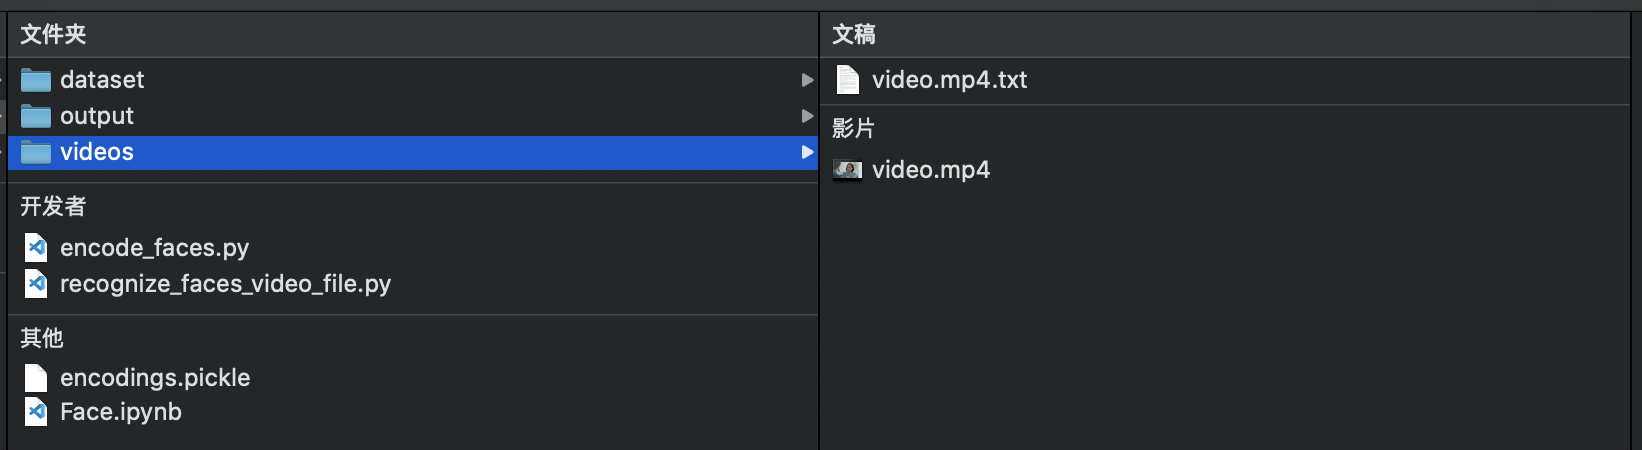 文件夹
dataset
output
videos
开发者
encode_faces.py
recognize_faces_video_file.py
其他
encodings.pickle
Face.ipynb
文稿
video.mp4.txt
影片
video.mp4